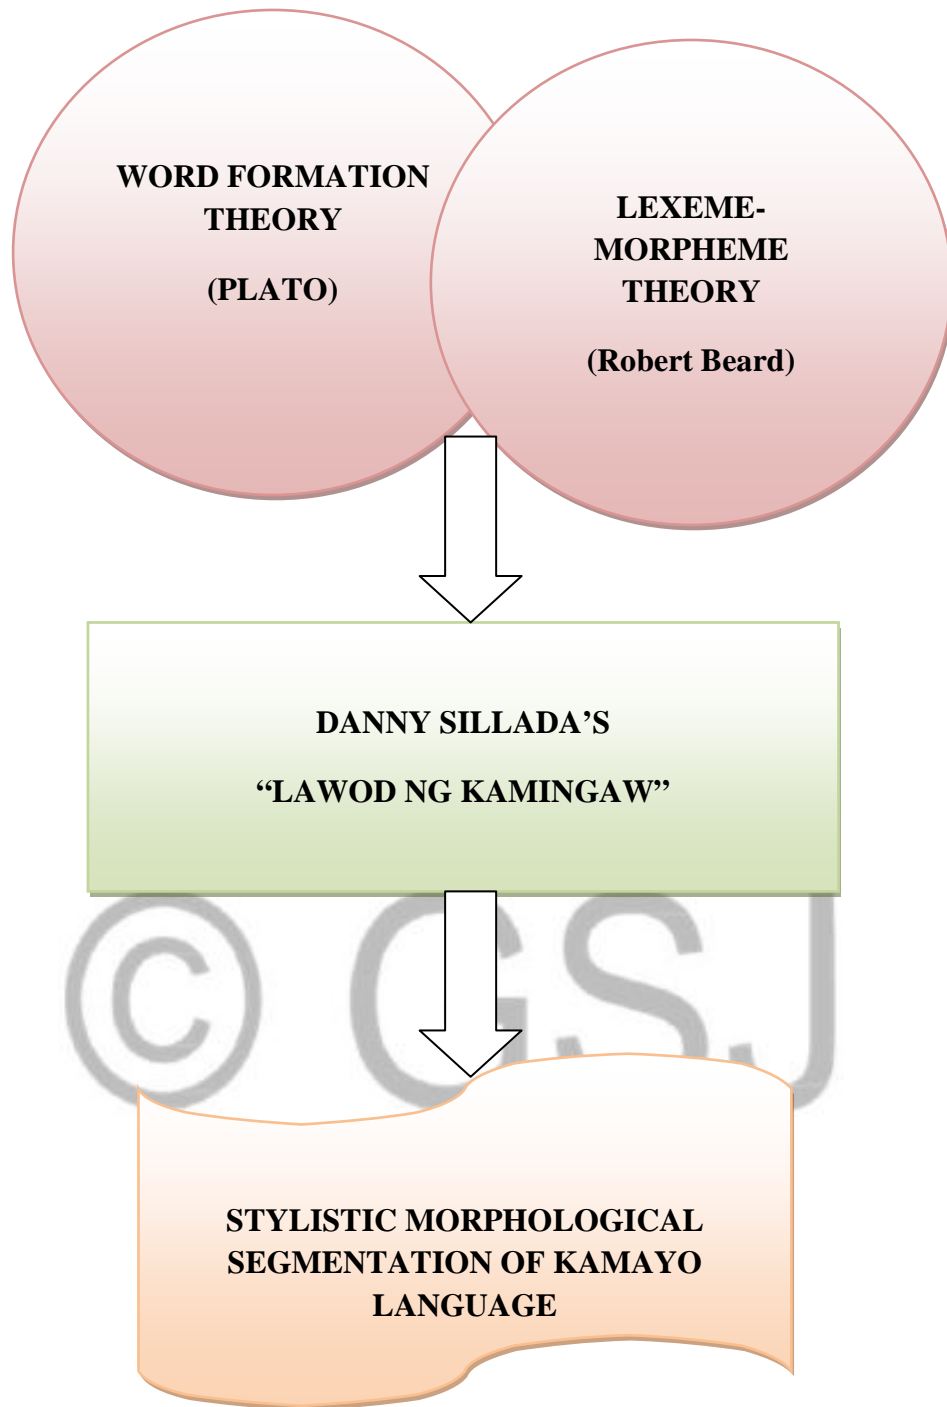 WORD FORMATION
THEORY
(PLATO)
LEXEME-
MORPHEME
THEORY
(Robert Beard)
DANNY SILLADA’S
“LAWOD NG KAMINGAW”
© GSJ
STYLISTIC MORPHOLOGICAL
SEGMENTATION OF KAMAYO
LANGUAGE